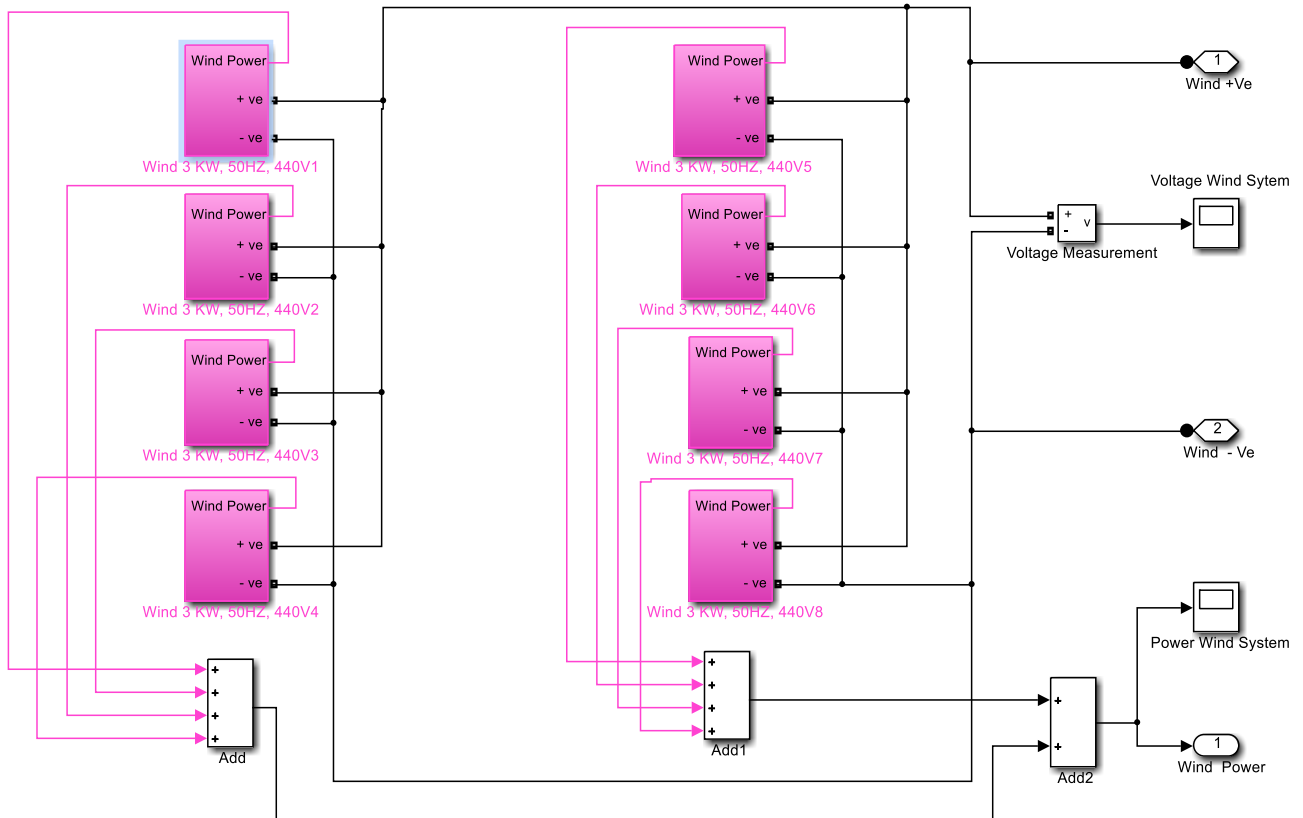 Wind Power
+ ve
- ve
Wind 3 KW, 50HZ, 440V1
Wind Power
+ ve
- ve
Wind 3 KW, 50HZ, 440V2
Wind Power
+ ve
- ve
Wind 3 KW, 50HZ, 440V3
Wind Power
+ ve
- ve
Wind 3 KW, 50HZ, 440V4
+
+
+
+
Add
Wind Power
+ ve
- ve
Wind 3 KW, 50HZ, 440V5
Wind Power
+ ve
- ve
Wind 3 KW, 50HZ, 440V6
Wind Power
+ ve
- ve
Wind 3 KW, 50HZ, 440V7
Wind Power
+ ve
- ve
Wind 3 KW, 50HZ, 440V8
+
+
+
+
Add1
1
Wind +Ve
Voltage Wind Sytem
+
-
v
Voltage Measurement
2
Wind - Ve
Power Wind System
+
+
Add2
1
Wind Power